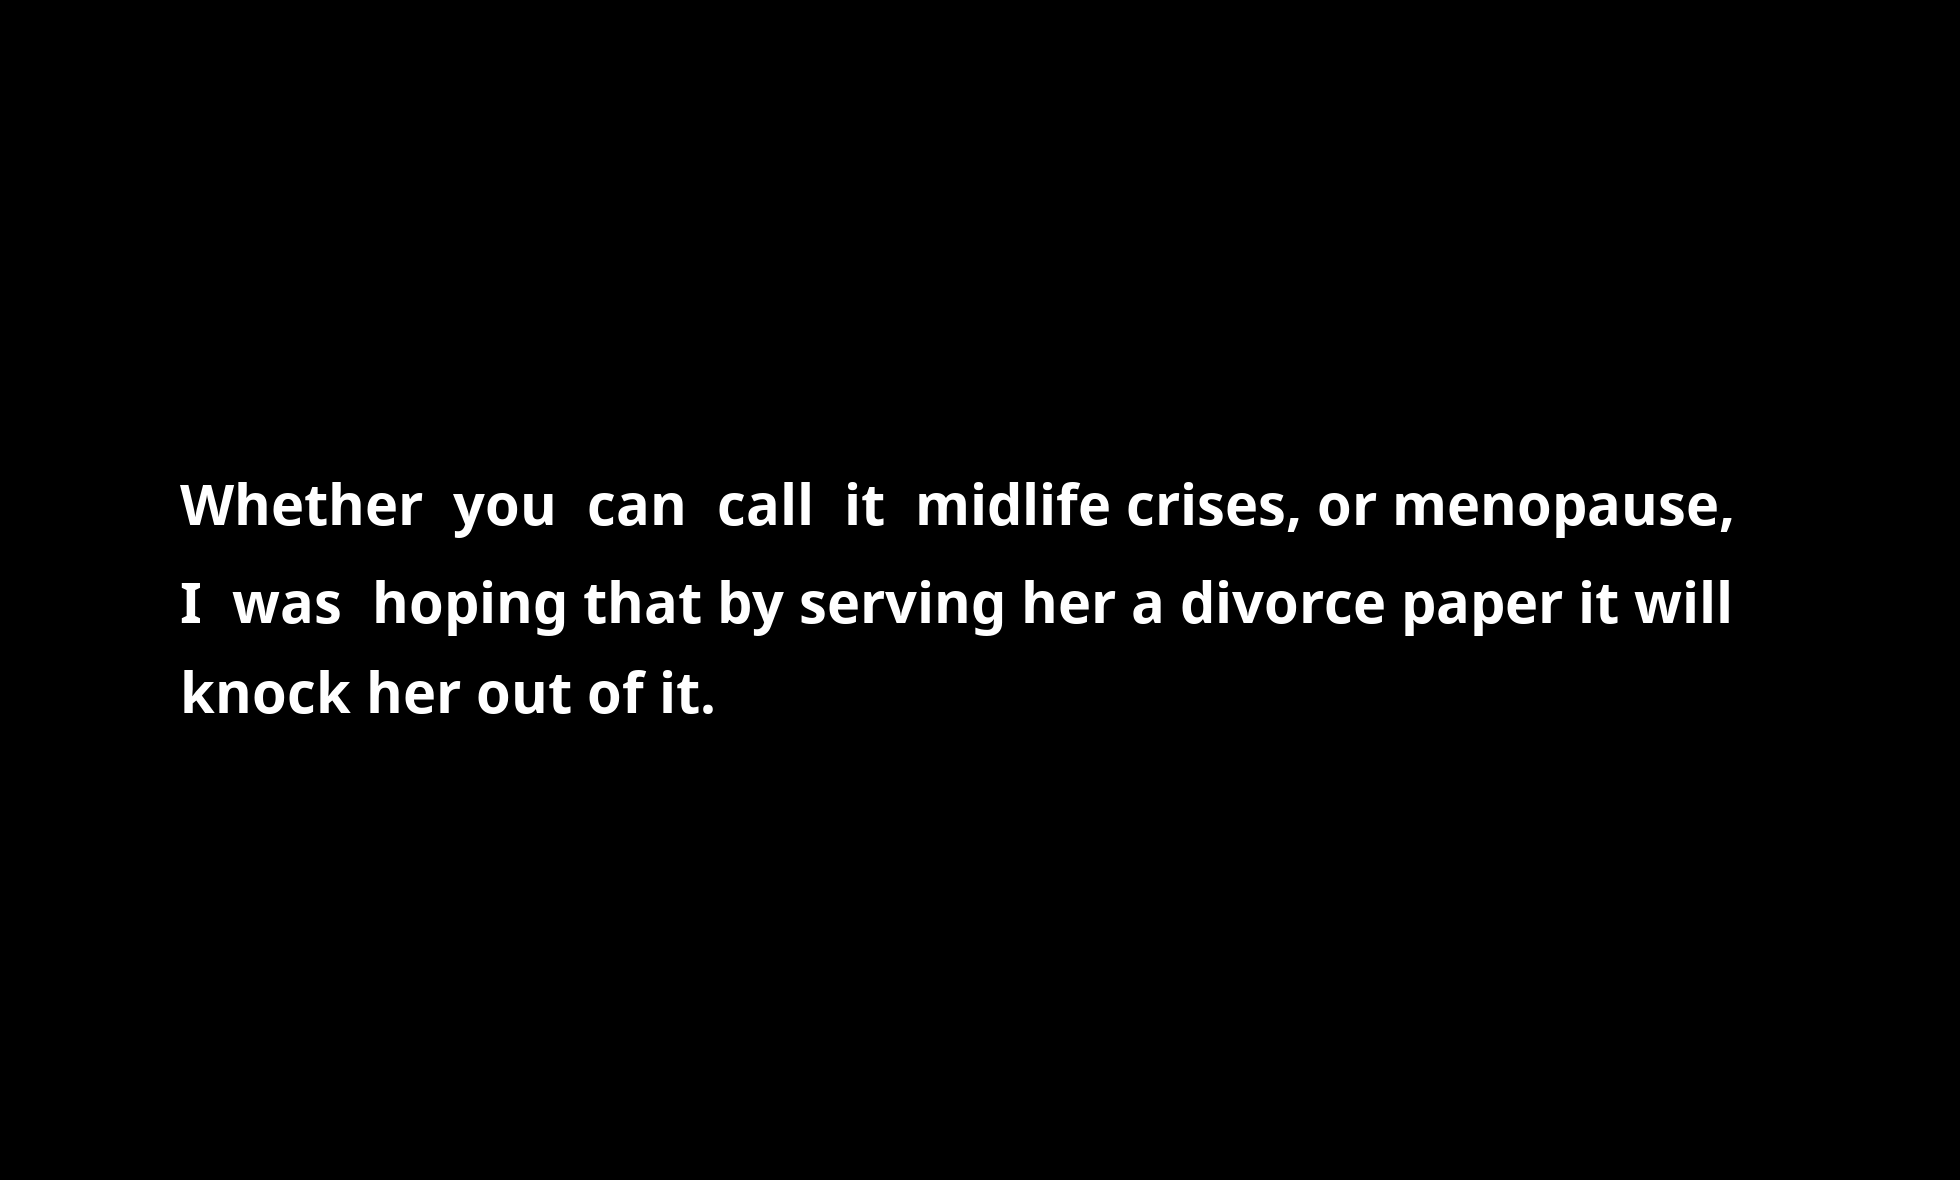 Whether you can call it midlife crises, or menopause,
I was hoping that by serving her a divorce paper it will
knock her out of it.